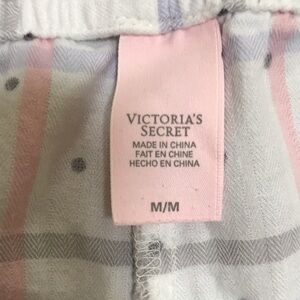 VICTORIA'S
SECRET
MADE IN CHINA
FAIT EN CHINE
HECHO EN CHINA
M/M